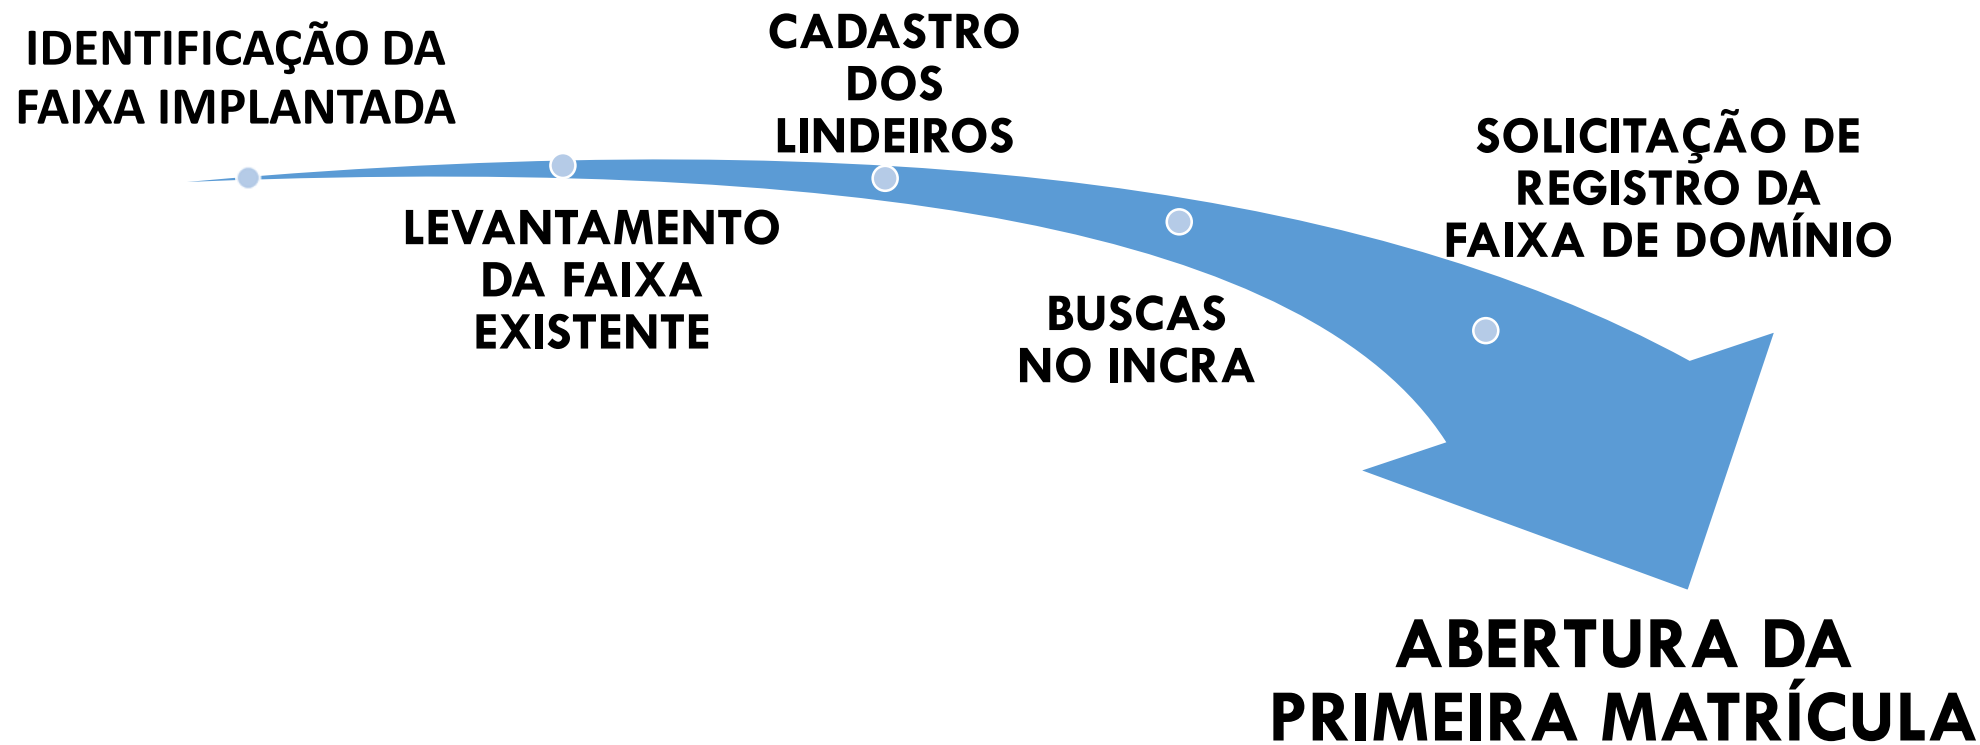 IDENTIFICAÇÃO DA
FAIXA IMPLANTADA
LEVANTAMENTO
DA FAIXA
EXISTENTE
CADASTRO
DOS
LINDEIROS
BUSCAS
NO INCRA
SOLICITAÇÃO DE
REGISTRO DA
FAIXA DE DOMÍNIO
ABERTURA DA
PRIMEIRA MATRÍCULA